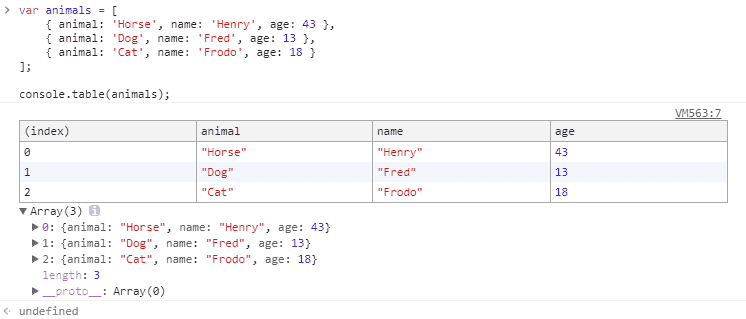 var animals = [
{ animal: 'Horse', name: 'Henry', age: 43 },
{ animal: 'Dog', name: 'Fred', age: 13 },
{ animal: 'Cat', name: 'Frodo', age: 18 }
];
console.table(animals);
VM563:7
(index) animal name age
0 "Horse" "Henry" 43
1 "Dog" "Fred" 13
2 "Cat" "Frodo" 18
▼Array(3) i
▶0: {animal: "Horse", name: "Henry", age: 43}
▶1: {animal: "Dog", name: "Fred", age: 13}
▶2: {animal: "Cat", name: "Frodo", age: 18}
length: 3
▶__proto__: Array(0)
undefined